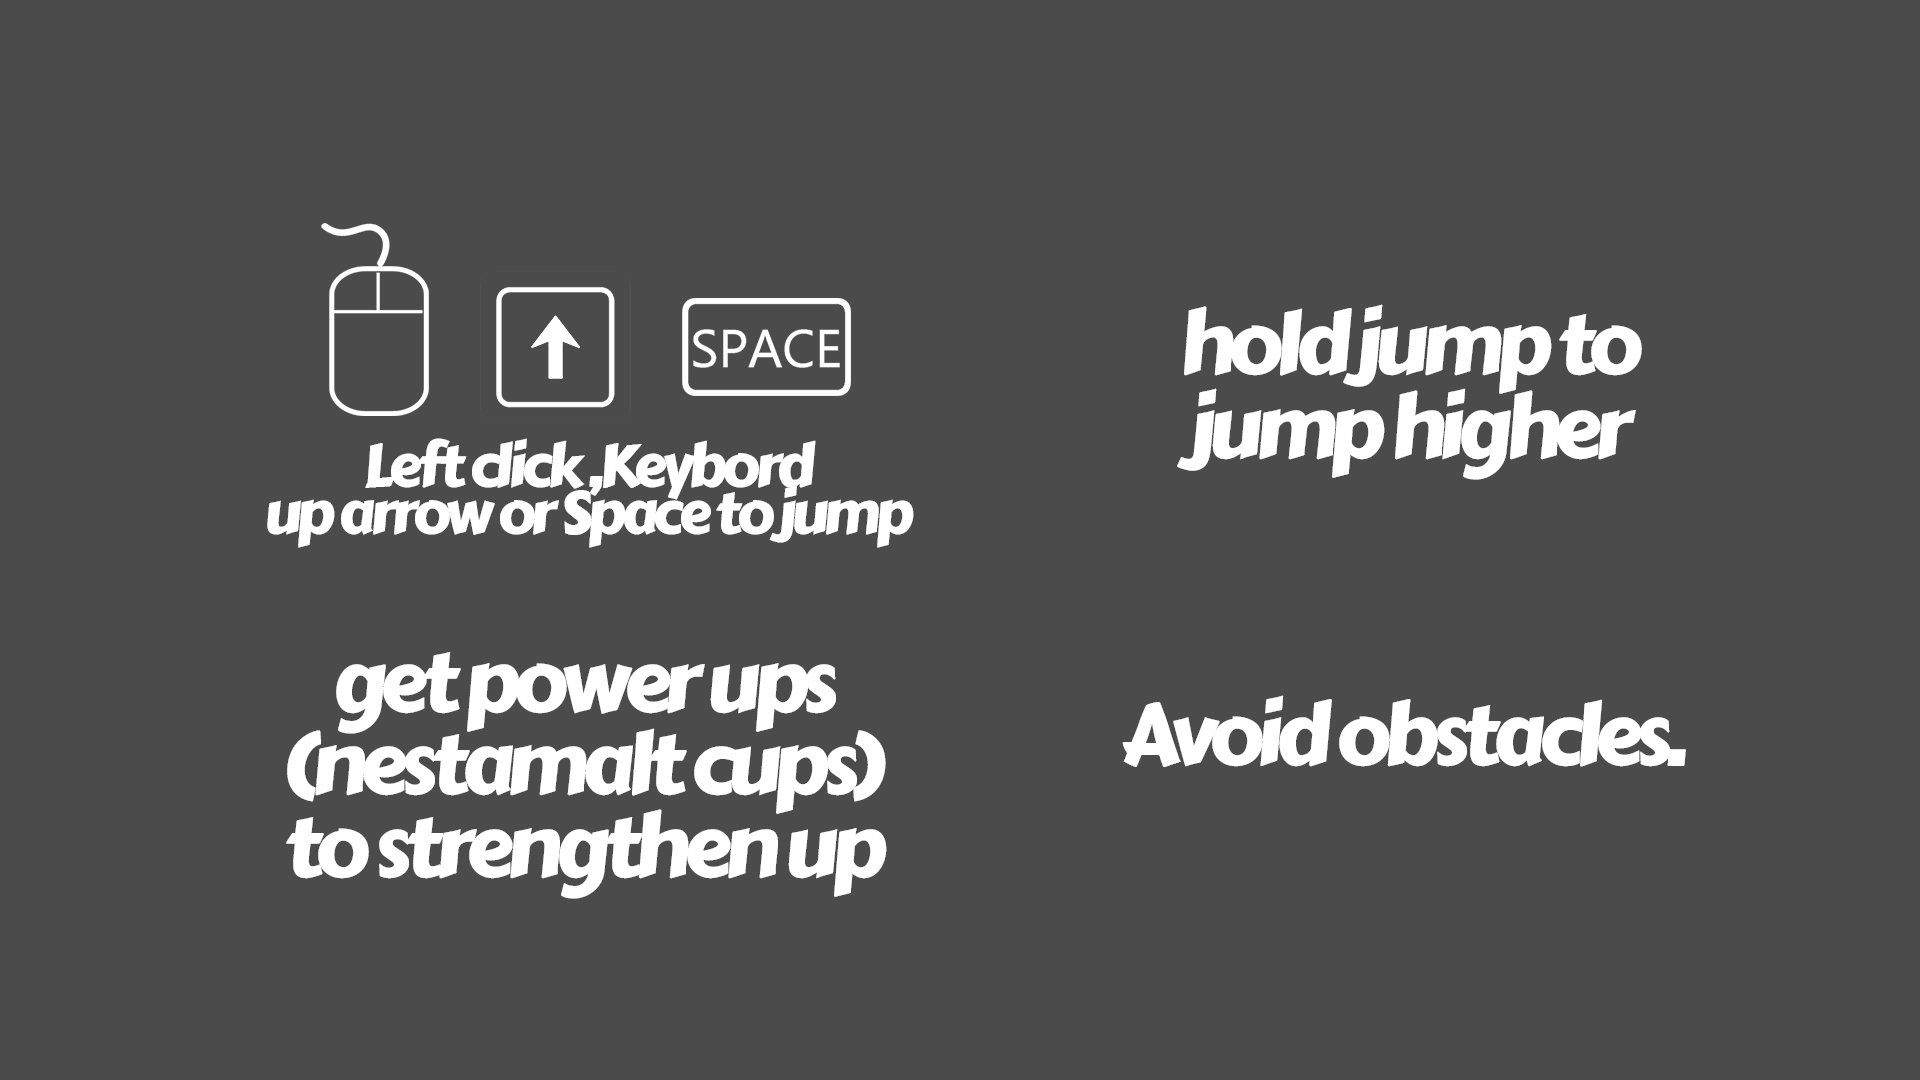 SPACE
Left click ,Keybord
up arrow or Space to jump
hold jump to
jump higher
get power ups
(nestamalt cups)
to strengthen up
Avoid obstacles.